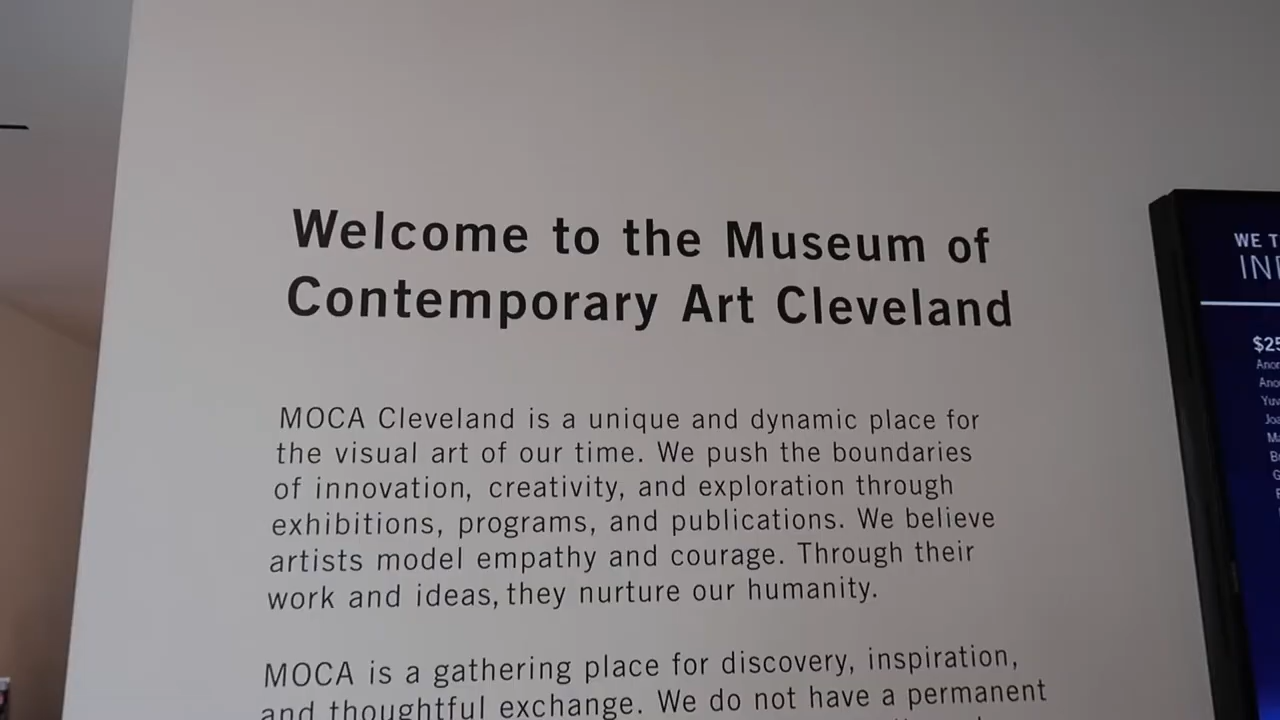 Welcome to the Museum of
Contemporary Art Cleveland
MOCA Cleveland is a unique and dynamic place for
the visual art of our time. We push the boundaries
of innovation, creativity, and exploration through
exhibitions, programs, and publications. We believe
artists model empathy and courage. Through their
work and ideas, they nurture our humanity.
MOCA is a gathering place for discovery, inspiration,
and thoughtful exchange. We do not have a permanent
WE T
$25